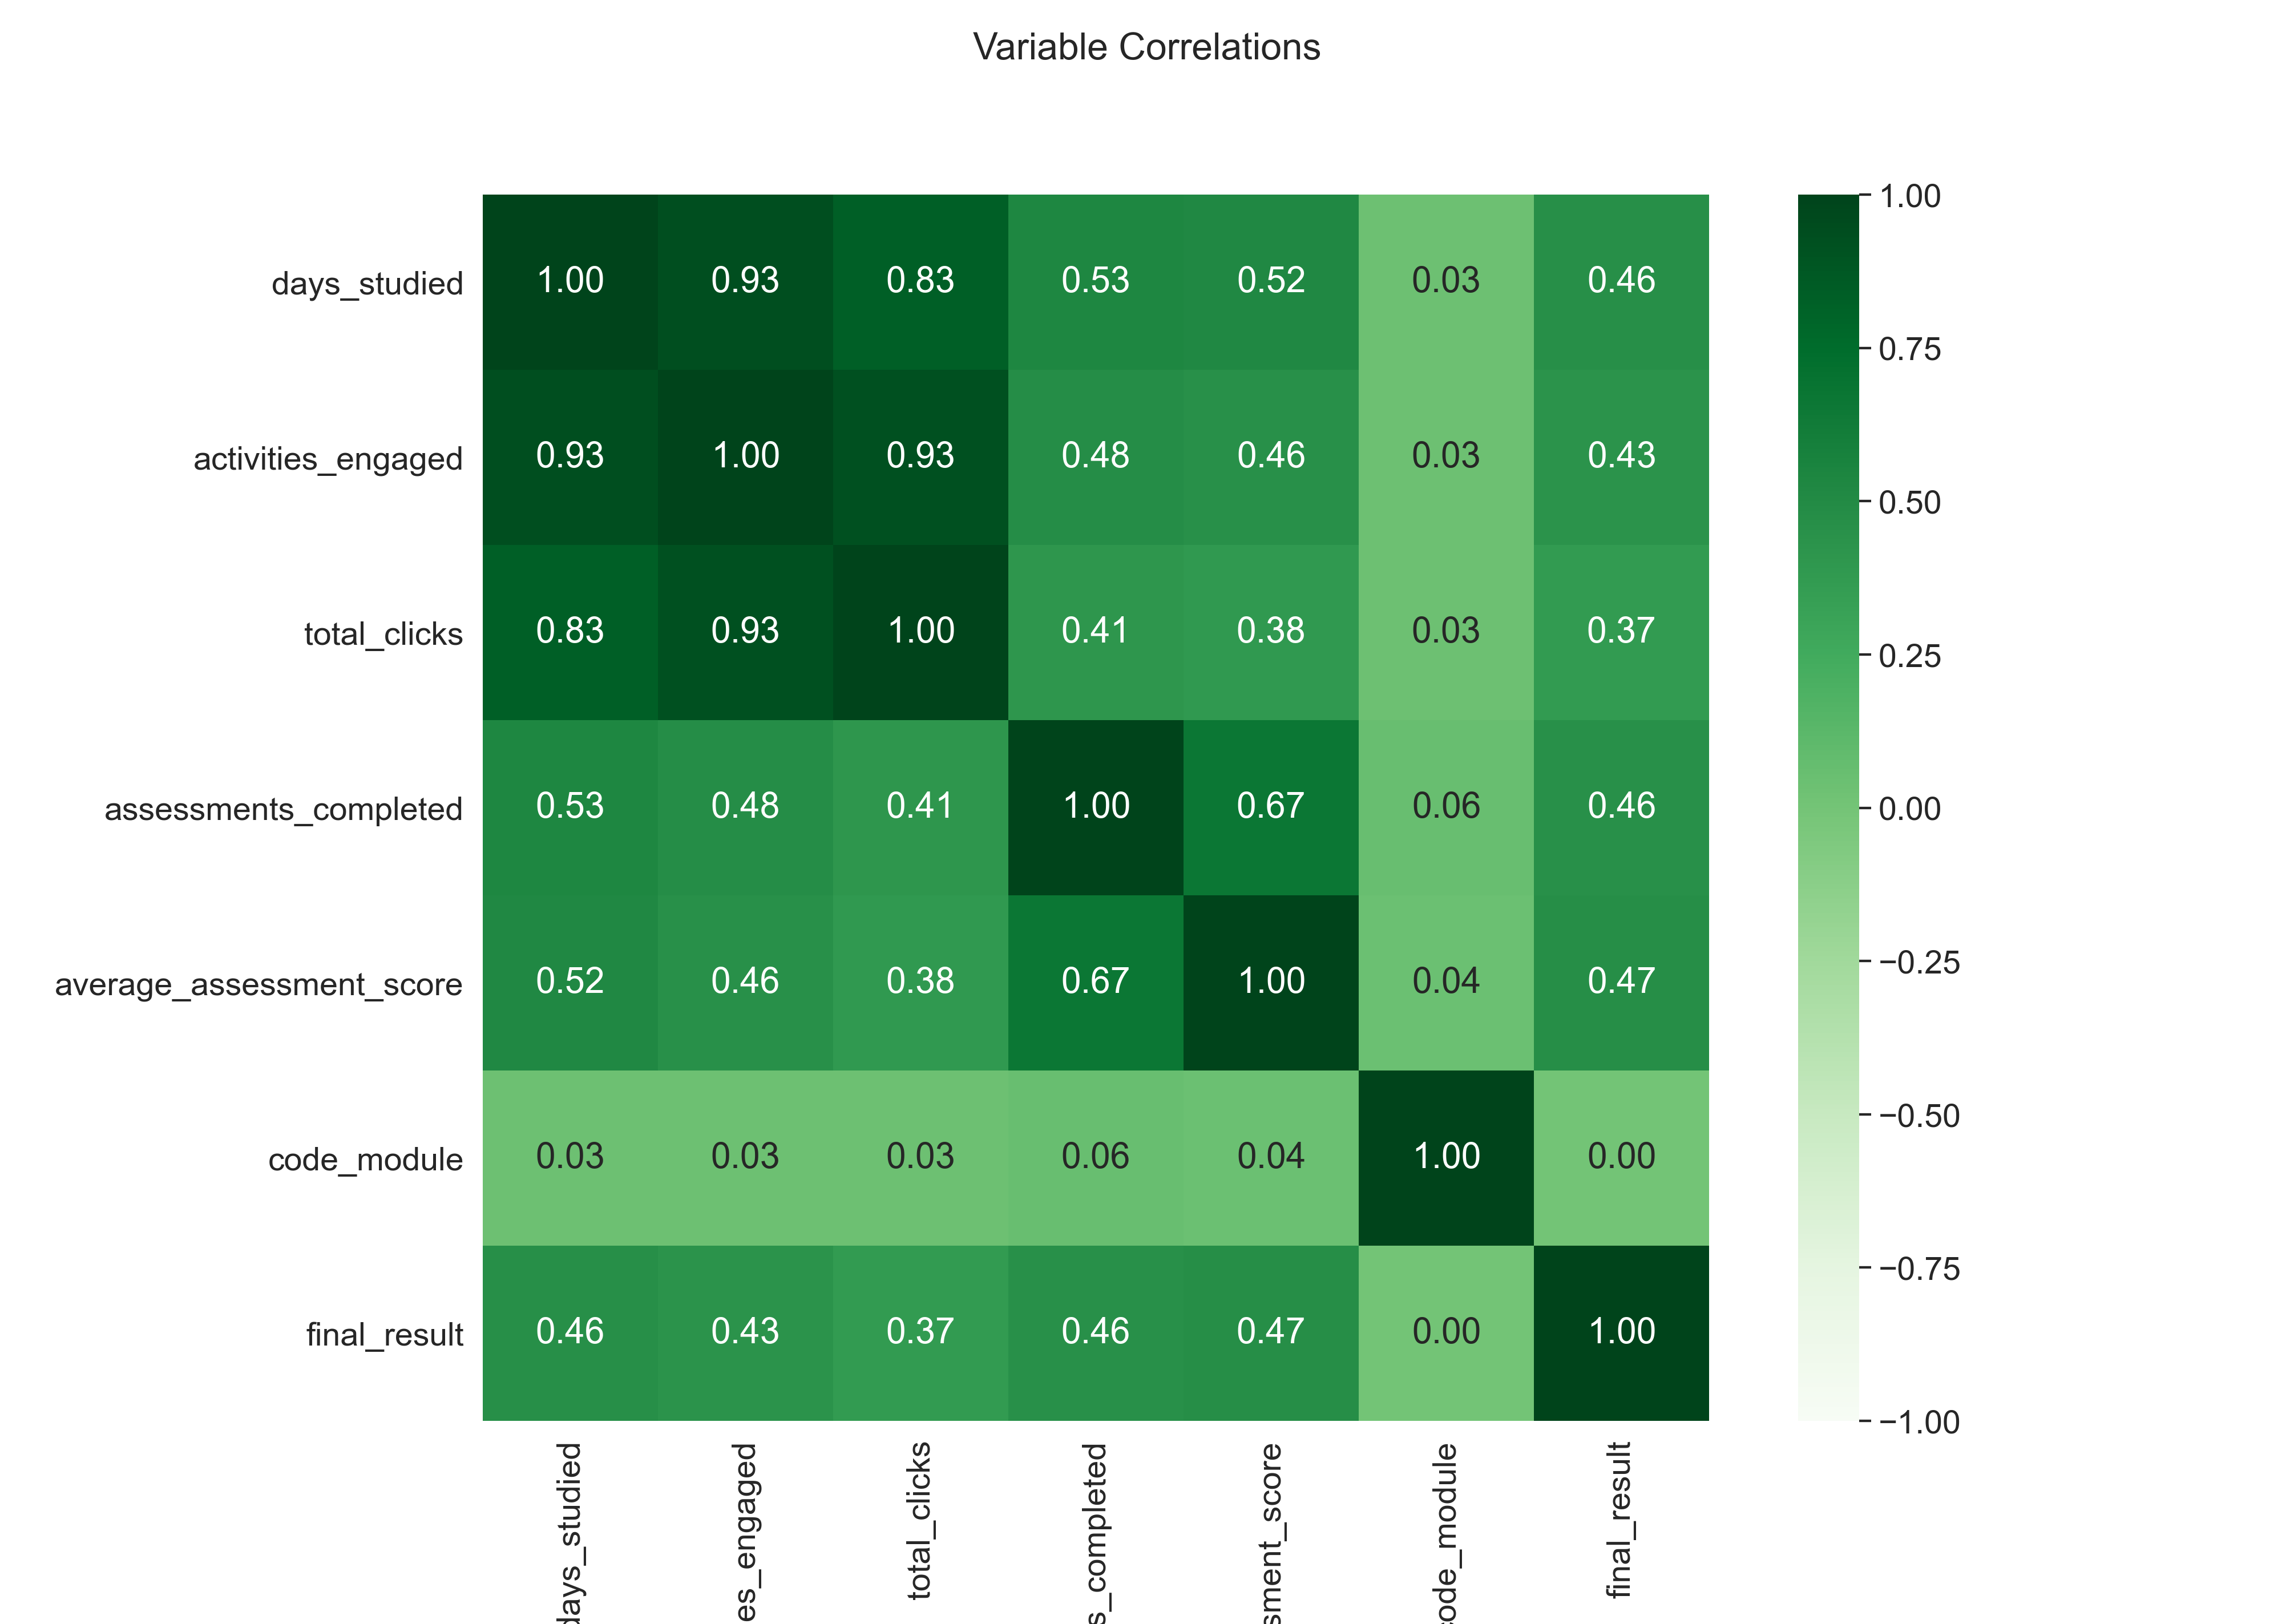 Variable Correlations
days_studied 1.00 0.93 0.83 0.53 0.52 0.03 0.46
activities_engaged 0.93 1.00 0.93 0.48 0.46 0.03 0.43
total_clicks 0.83 0.93 1.00 0.41 0.38 0.03 0.37
assessments_completed 0.53 0.48 0.41 1.00 0.67 0.06 0.46
average_assessment_score 0.52 0.46 0.38 0.67 1.00 0.04 0.47
code_module 0.03 0.03 0.03 0.06 0.04 1.00 0.00
final_result 0.46 0.43 0.37 0.46 0.47 0.00 1.00
days_studied
es_engaged
total_clicks
s_completed
sment_score
code_module
final_result
1.00
0.75
0.50
0.25
0.00
−0.25
−0.50
−0.75
−1.00